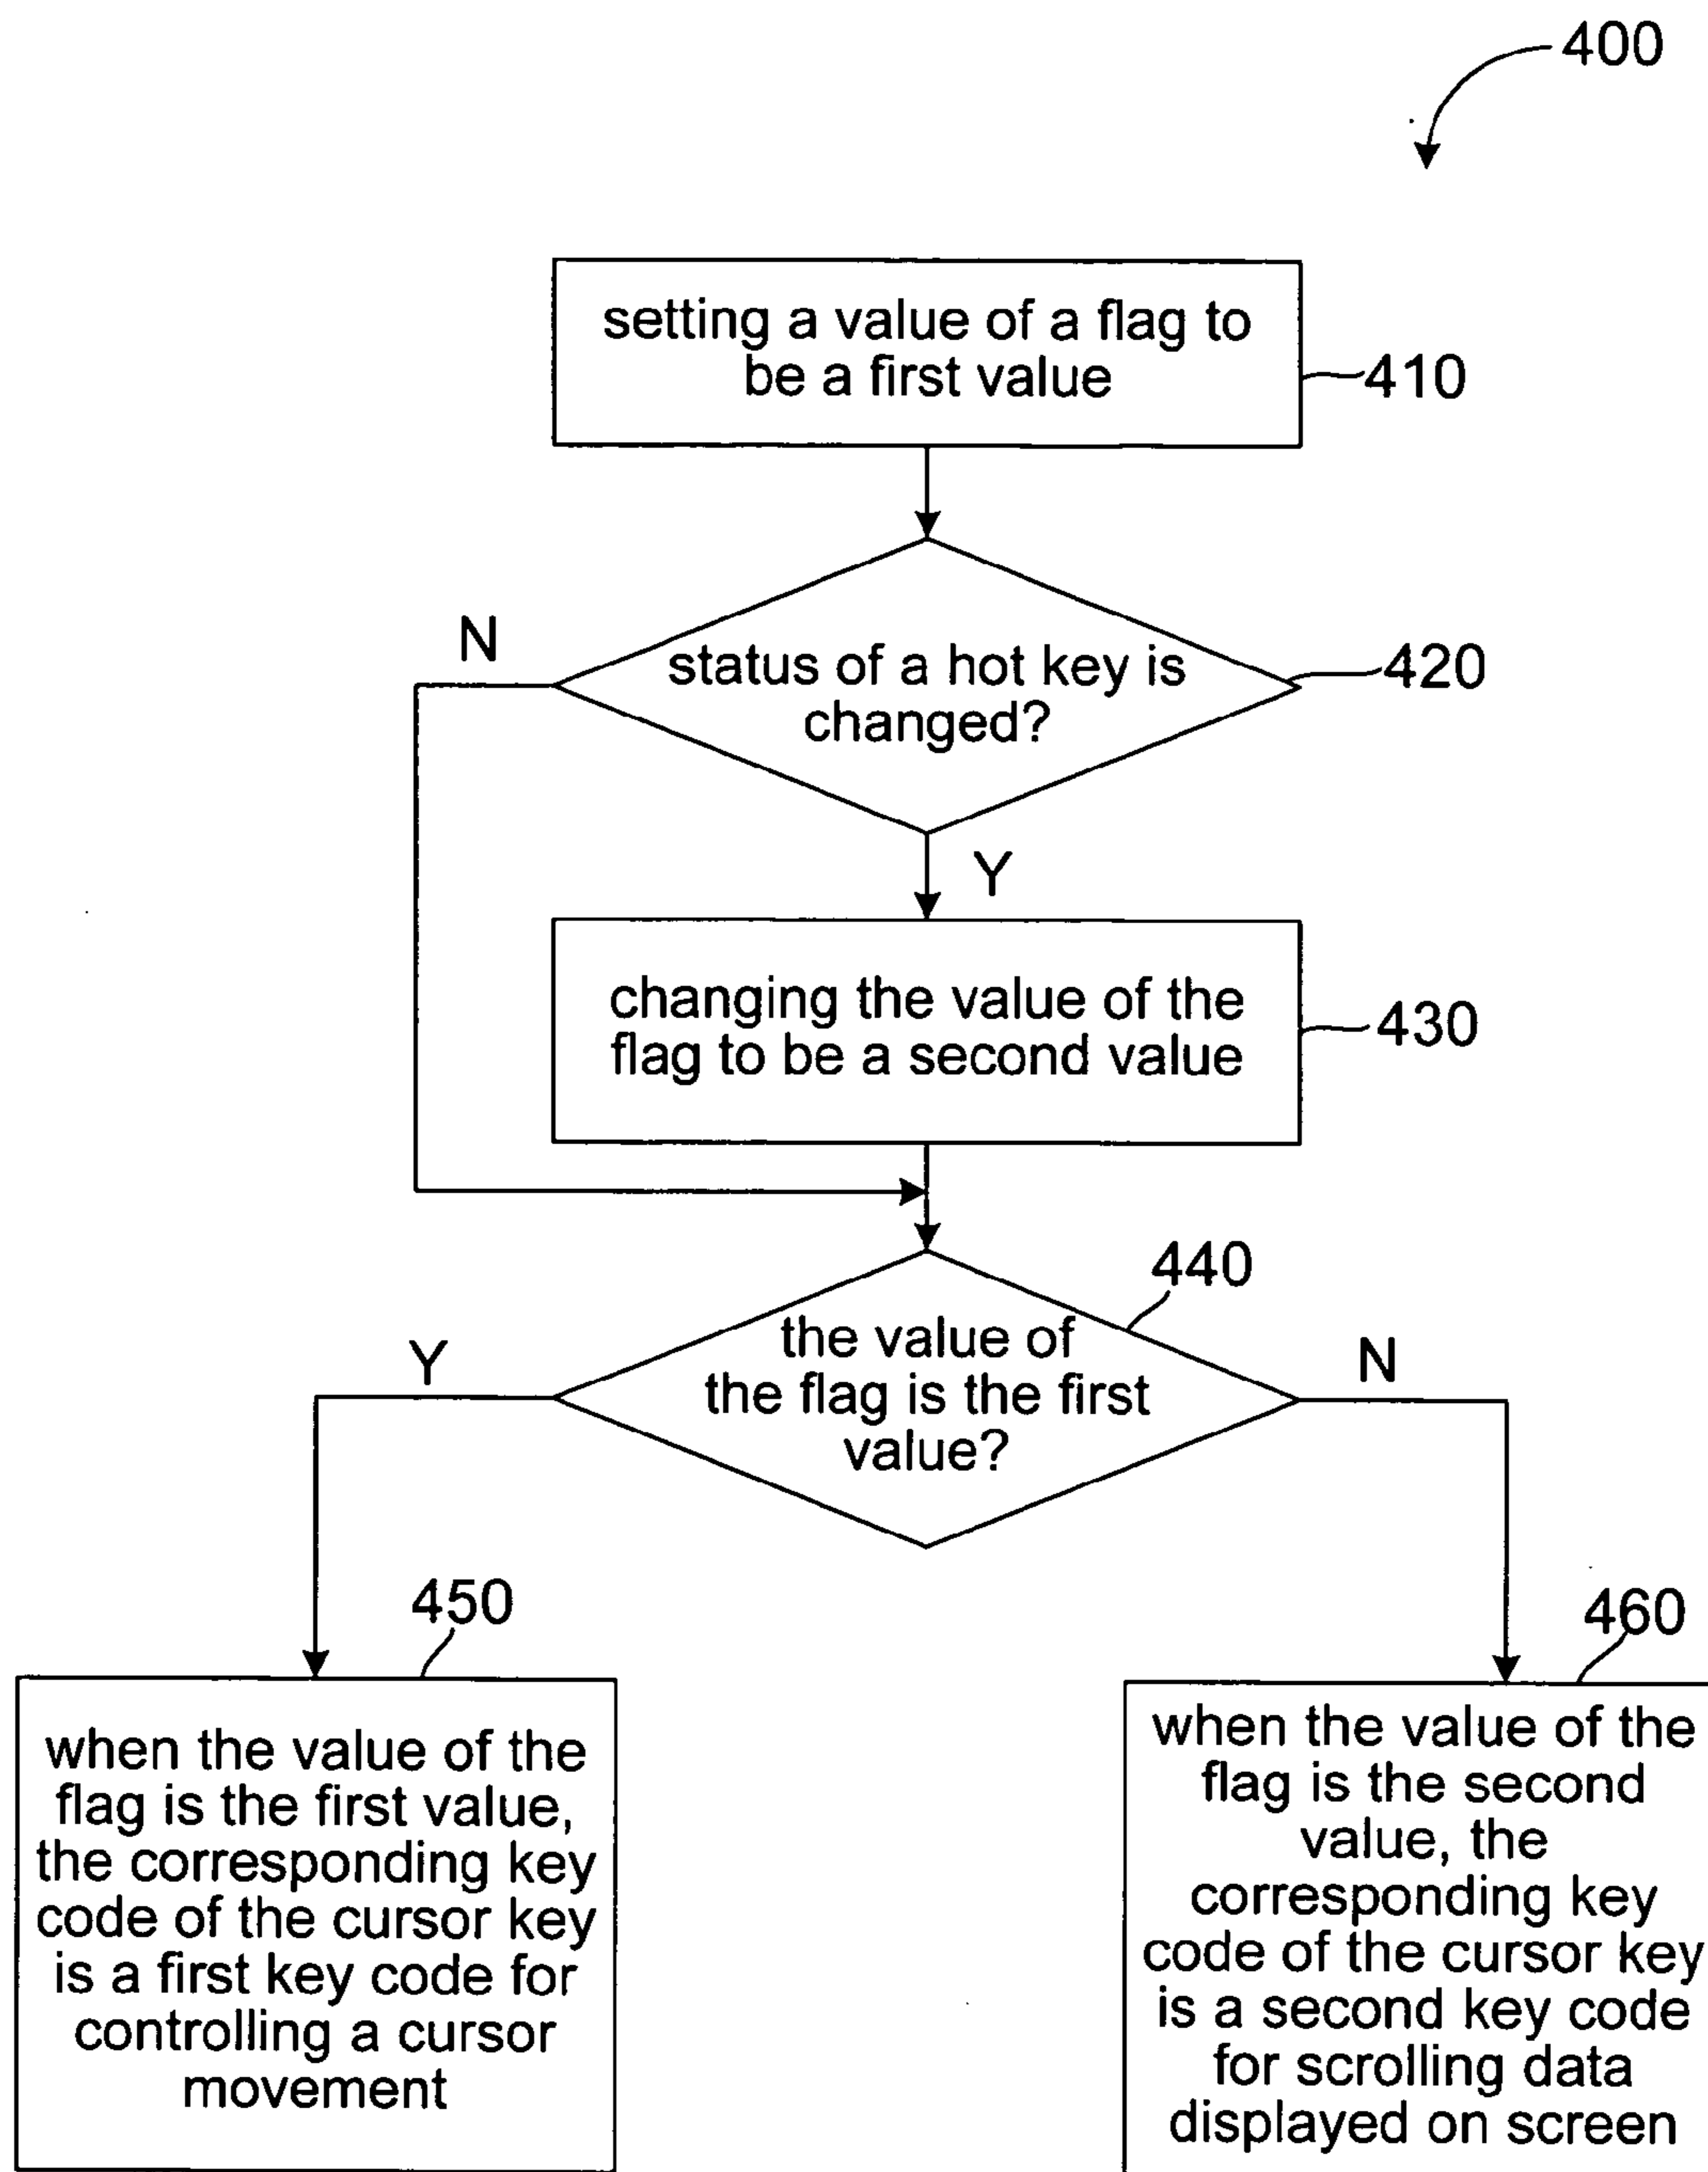 400
setting a value of a flag to
be a first value
410
N
status of a hot key is
changed?
420
Y
changing the value of the
flag to be a second value
430
440
the value of
the flag is the first
value?
Y
N
450
when the value of the
flag is the first value,
the corresponding key
code of the cursor key
is a first key code for
controlling a cursor
movement
460
when the value of the
flag is the second
value, the
corresponding key
code of the cursor key
is a second key code
for scrolling data
displayed on screen